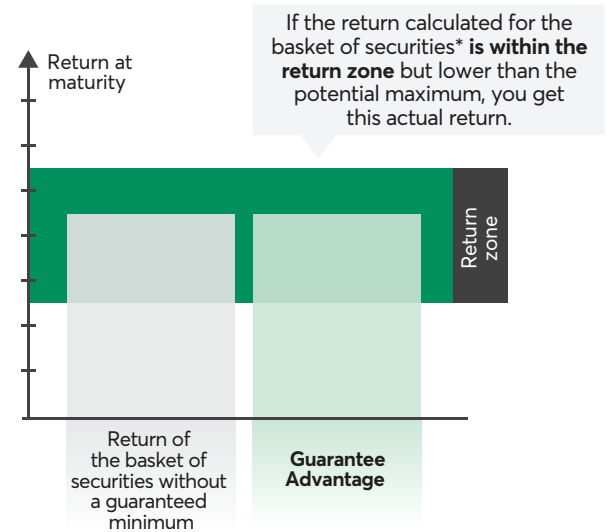 If the return calculated for the
basket of securities* is within the
return zone but lower than the
potential maximum, you get
this actual return.
Return at
maturity
Return
zone
Return of
the basket of
securities without
a guaranteed
minimum
Guarantee
Advantage